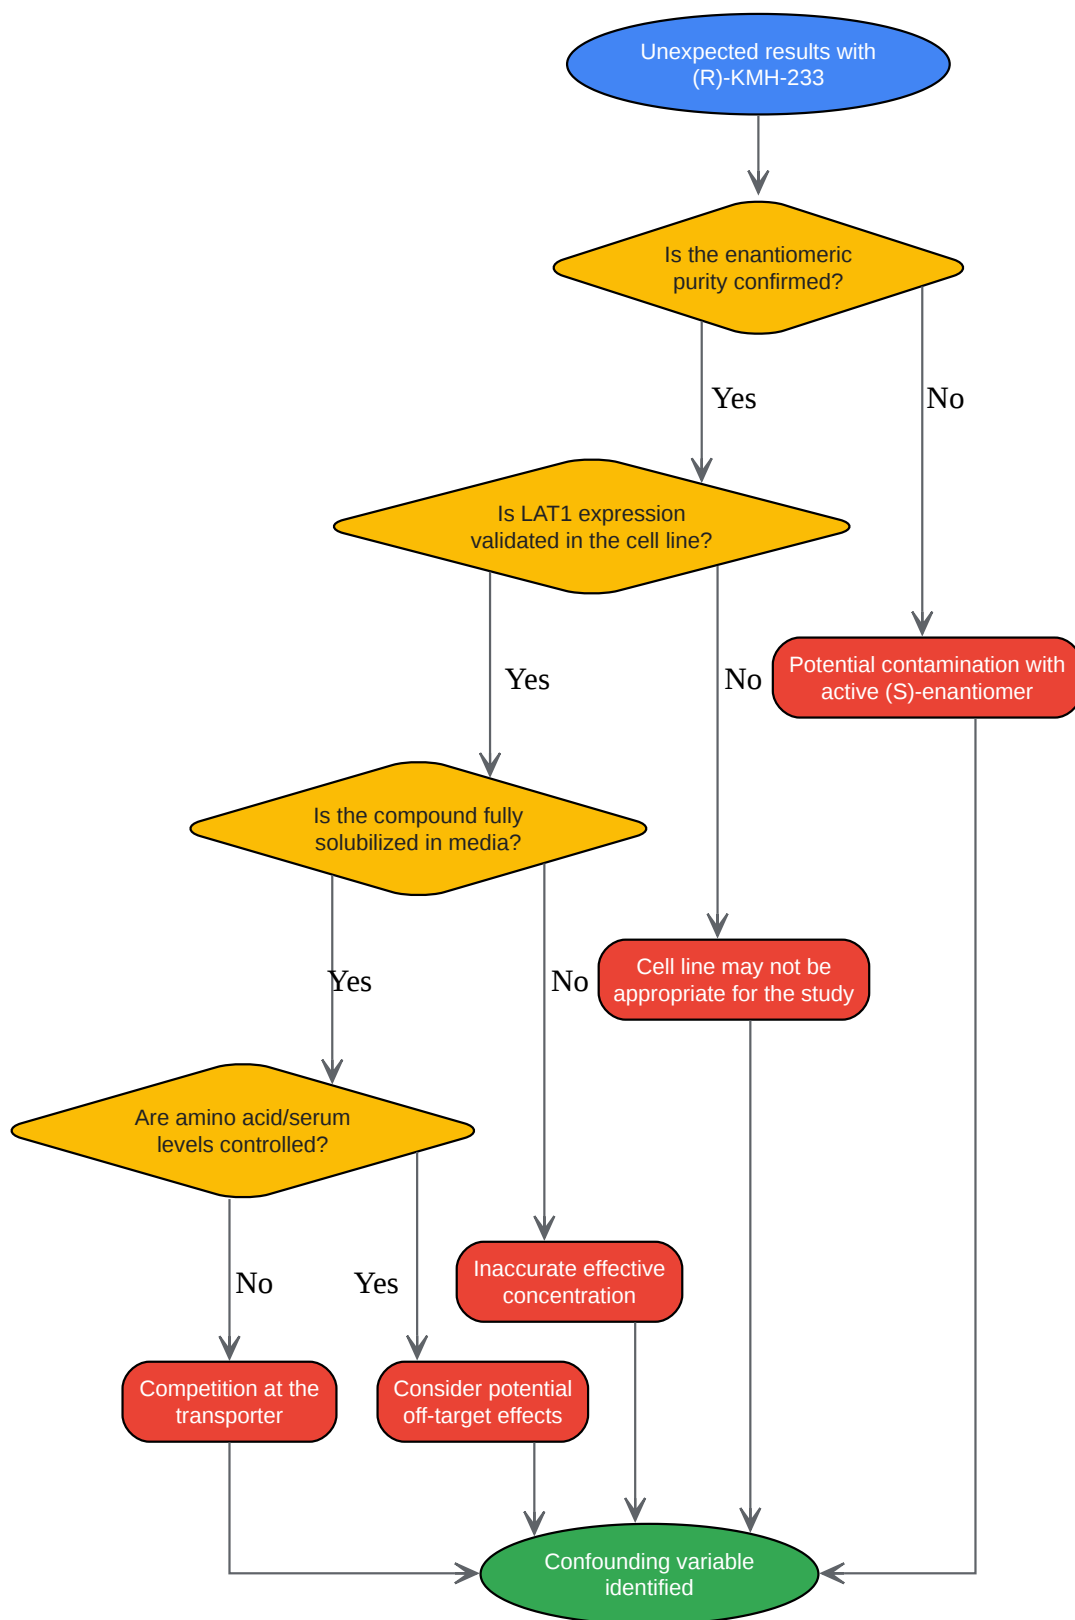 Unexpected results with
(R)-KMH-233
Is the enantiomeric
purity confirmed?
Yes
No
Is LAT1 expression
validated in the cell line?
Yes
No
Potential contamination with
active (S)-enantiomer
Is the compound fully
solubilized in media?
Yes
No
Cell line may not be
appropriate for the study
Are amino acid/serum
levels controlled?
No
Yes
Inaccurate effective
concentration
Competition at the
transporter
Consider potential
off-target effects
Confounding variable
identified